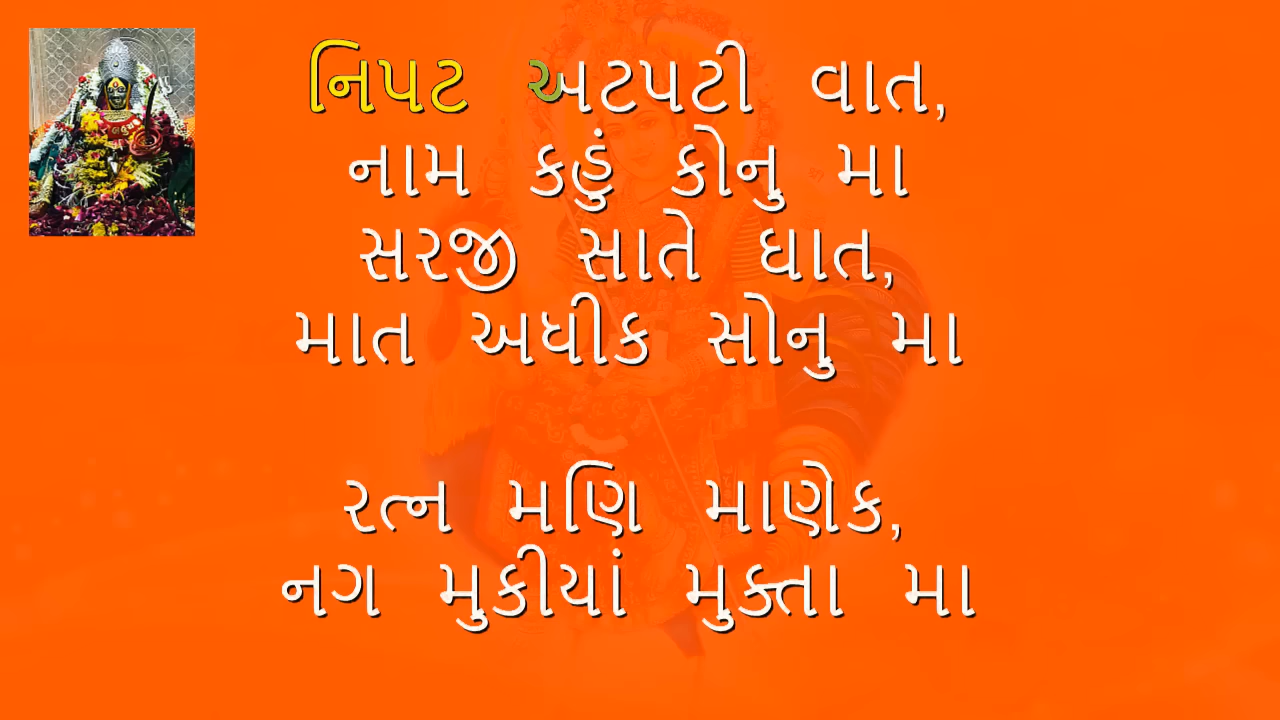 નિપટ અટપટી વાત,
નામ કહું કોનુ મા
સરજી સાતે ધાત,
માત અધીક સોનુ મા
રત્ન મણિ માણેક,
નગ મુકીયાં મુક્તા મા